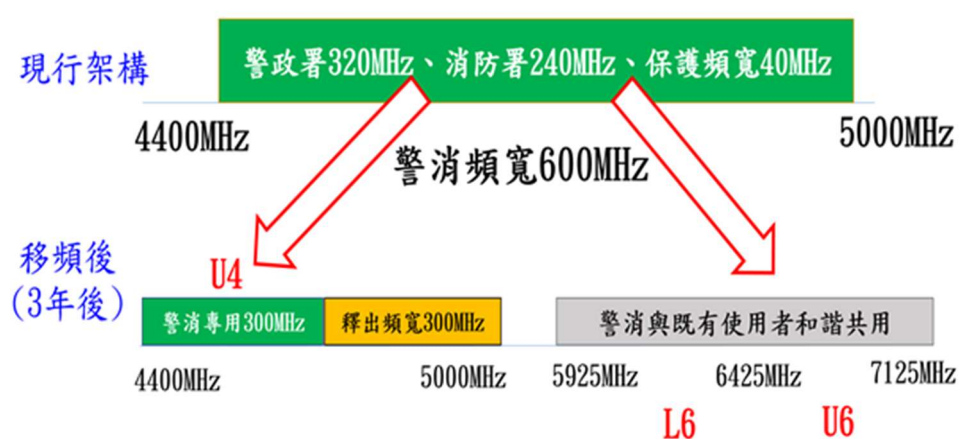 現行架構
警政署320MHz、消防署240MHz、保護頻寬40MHz
4400MHz
5000MHz
警消頻寬600MHz
移頻後
(3年後)
U4
警消專用300MHz
釋出頻寬300MHz
警消與既有使用者和諧共用
4400MHz
5000MHz
5925MHz
6425MHz
7125MHz
L6
U6